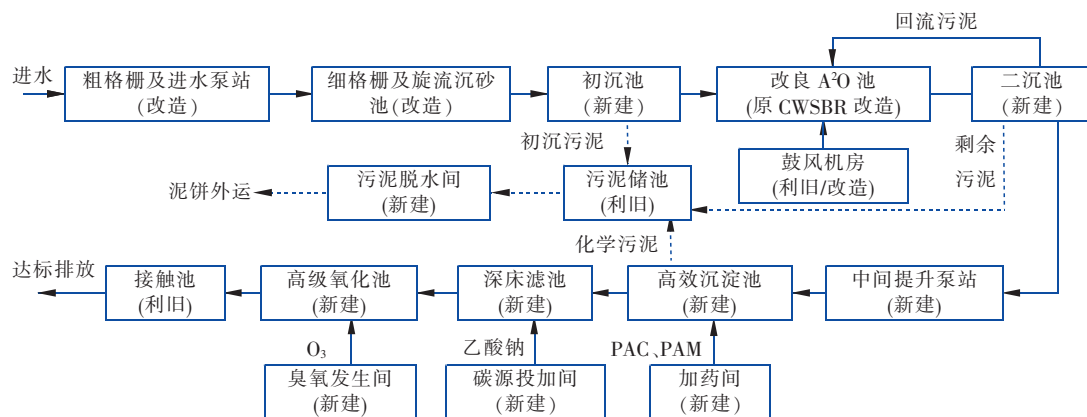 回流污泥
进水
粗格栅及进水泵站
(改造)
细格栅及旋流沉砂
池(改造)
初沉池
(新建)
改良 A²O 池
(原 CWSBR 改造)
二沉池
(新建)
初沉污泥
鼓风机房
(利旧/改造)
剩余
污泥
泥饼外运
污泥脱水间
(新建)
污泥储池
(利旧)
化学污泥
达标排放
接触池
(利旧)
高级氧化池
(新建)
深床滤池
(新建)
高效沉淀池
(新建)
中间提升泵站
(新建)
O₃
乙酸钠
PAC、PAM
臭氧发生间
(新建)
碳源投加间
(新建)
加药间
(新建)